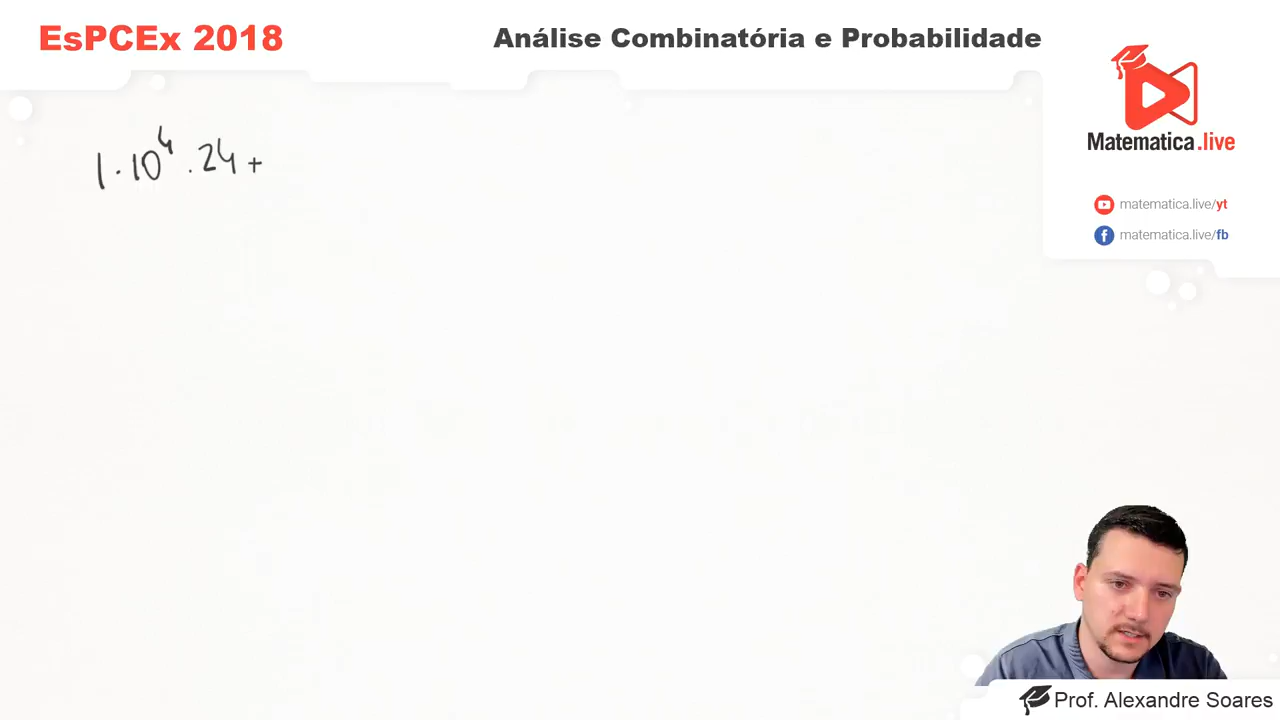 EsPCEx 2018
Análise Combinatória e Probabilidade
Matematica.live
1·10⁴.24+
matematica.live/yt
matematica.live/fb
Prof. Alexandre Soares